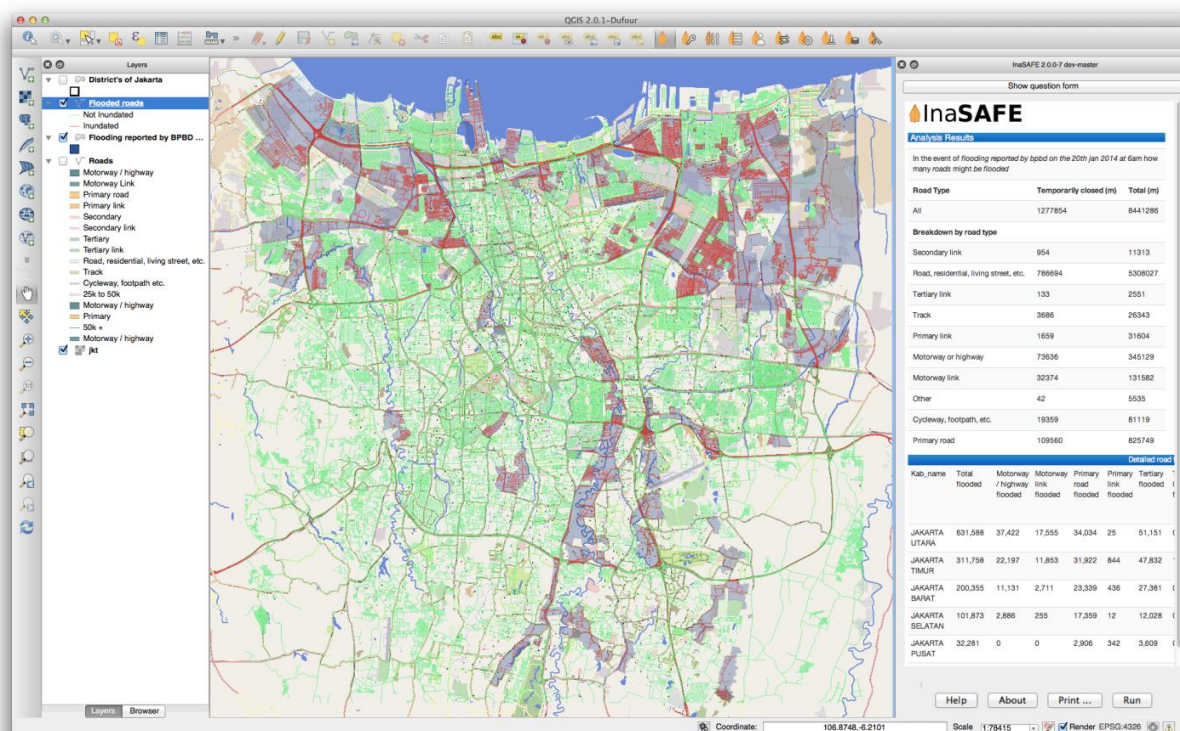 QGIS 2.0.1-Dufour
Layers
District's of Jakarta
Flooded roads
Not Inundated
Inundated
Flooding reported by BPBD ...
Roads
Motorway / highway
Motorway Link
Primary road
Primary link
Secondary
Secondary link
Tertiary
Tertiary link
Road, residential, living street, etc.
Track
Cycleway, footpath etc.
25k to 50k
Motorway / highway
Primary
50k +
Motorway / highway
jkt
Layers Browser
InaSAFE 2.0.0-7 dev-master
Show question form
InaSAFE
Analysis Results
In the event of flooding reported by bpbd on the 20th jan 2014 at 6am how
many roads might be flooded
Road Type Temporarily closed (m) Total (m)
All 1277854 8441286
Breakdown by road type
Secondary link 954 11313
Road, residential, living street, etc. 786694 5308027
Tertiary link 133 2551
Track 3686 26343
Primary link 1659 31604
Motorway or highway 73636 345129
Motorway link 32374 131582
Other 42 5535
Cycleway, footpath, etc. 19359 81119
Primary road 109560 825749
Detailed road
Kab_name Total Motorway Motorway Primary Primary Tertiary
flooded / highway link road link flooded
flooded flooded flooded flooded
JAKARTA 631,588 37,422 17,555 34,034 25 51,151
UTARA
JAKARTA 311,758 22,197 11,853 31,922 844 47,832
TIMUR
JAKARTA 200,355 11,131 2,711 23,339 436 27,381
BARAT
JAKARTA 101,873 2,886 255 17,359 12 12,028
SELATAN
JAKARTA 32,281 0 0 2,906 342 3,609
PUSAT
Help About Print ... Run
Coordinate: 106.8748,-6.2101 Scale 1:78415 Render EPSG:4326